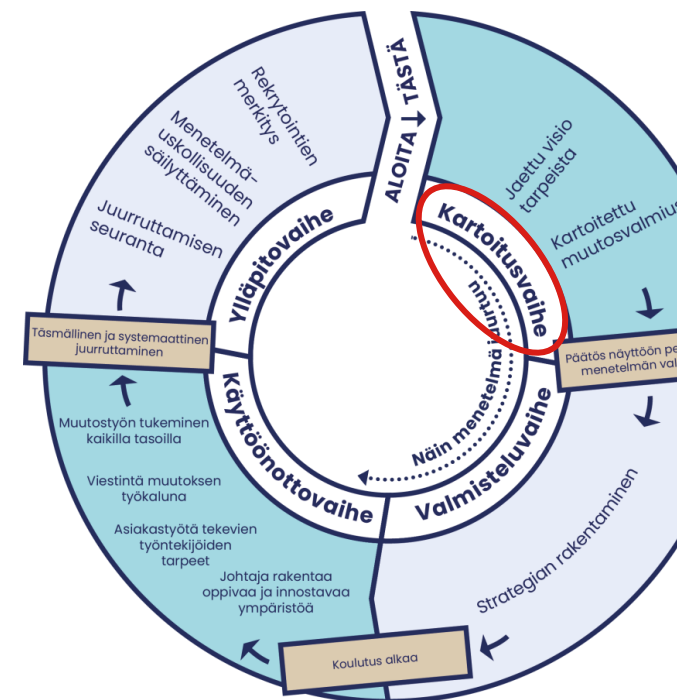 ALOITA
TÄSTÄ
Kartoitusvaihe
Jaettu visio
tarpeista
Kartoitettu
muutosvalmius
Päätös näyttöön
menetelmän
Valmisteluvaihe
Strategian rakentaminen
Koulutus alkaa
Käyttöönottovaihe
Johtaja rakentaa
oppivaa ja innostavaa
ympäristöä
Asiakastyötä tekevien
työntekijöiden
tarpeet
Viestintä muutoksen
työkaluna
Muutostyön tukeminen
kaikilla tasoilla
Täsmällinen ja systemaattinen
juurruttaminen
Ylläpitovaihe
Juurruttamisen
seuranta
Menetelmä-
uskollisuuden
säilyttäminen
Rekrytointien
merkitys
Näin menetelmä juurtuu